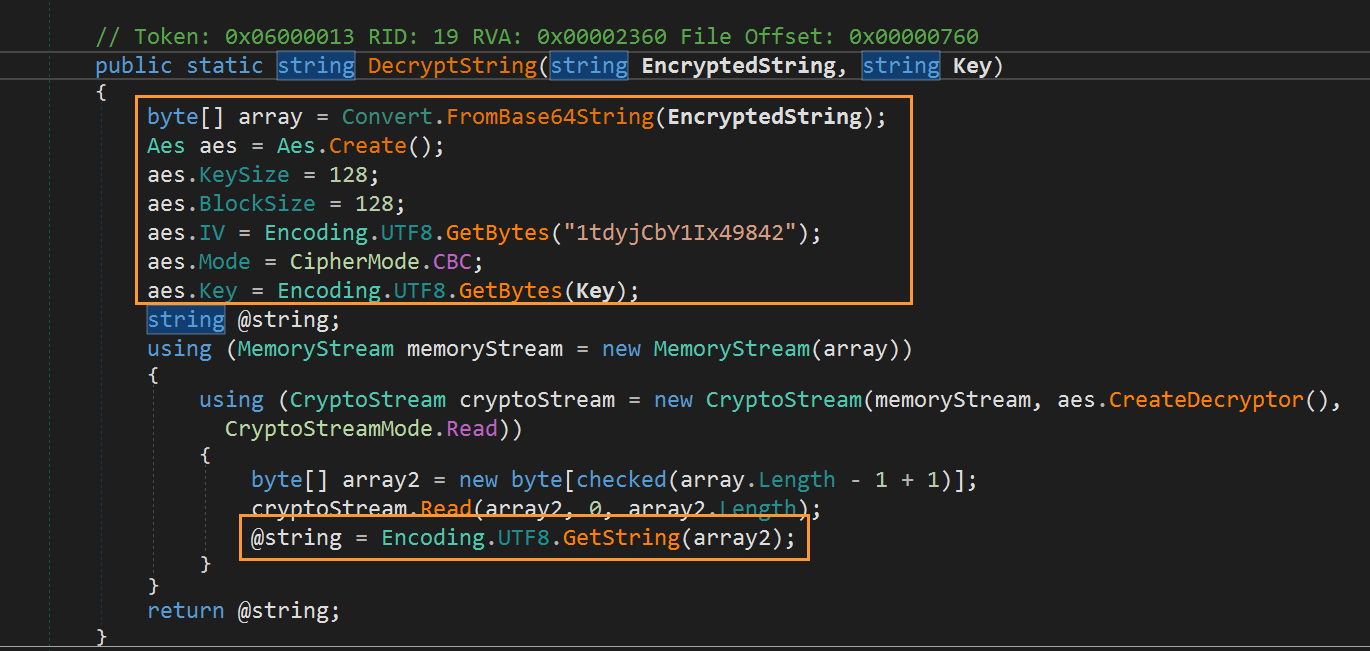 // Token: 0x06000013 RID: 19 RVA: 0x00002360 File Offset: 0x00000760
public static string DecryptString(string EncryptedString, string Key)
{
byte[] array = Convert.FromBase64String(EncryptedString);
Aes aes = Aes.Create();
aes.KeySize = 128;
aes.BlockSize = 128;
aes.IV = Encoding.UTF8.GetBytes("1tdyjCbY1Ix49842");
aes.Mode = CipherMode.CBC;
aes.Key = Encoding.UTF8.GetBytes(Key);
string @string;
using (MemoryStream memoryStream = new MemoryStream(array))
{
using (CryptoStream cryptoStream = new CryptoStream(memoryStream, aes.CreateDecryptor(),
CryptoStreamMode.Read))
{
byte[] array2 = new byte[checked(array.Length - 1 + 1)];
cryptoStream.Read(array2, 0, array2.Length);
@string = Encoding.UTF8.GetString(array2);
}
}
return @string;
}